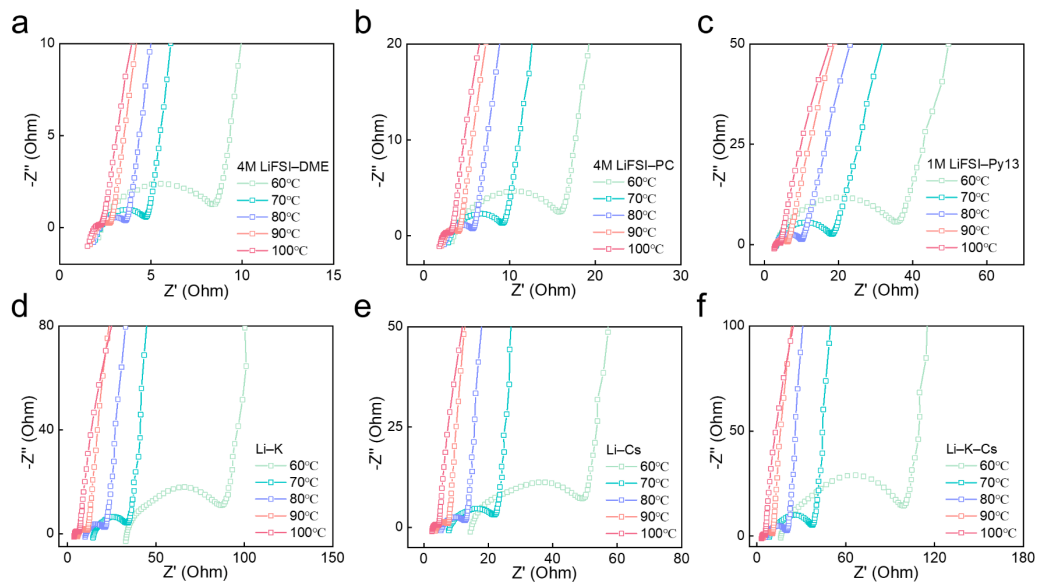 a
10
5
0
-Z'' (Ohm)
4M LiFSI–DME
60℃
70℃
80℃
90℃
100℃
0 5 10 15
Z' (Ohm)
b
20
10
0
-Z'' (Ohm)
4M LiFSI–PC
60℃
70℃
80℃
90℃
100℃
0 10 20 30
Z' (Ohm)
c
50
25
0
-Z'' (Ohm)
1M LiFSI–Py13
60℃
70℃
80℃
90℃
100℃
0 20 40 60
Z' (Ohm)
d
80
40
0
-Z'' (Ohm)
Li–K
60℃
70℃
80℃
90℃
100℃
0 50 100 150
Z' (Ohm)
e
50
25
0
-Z'' (Ohm)
Li–Cs
60℃
70℃
80℃
90℃
100℃
0 20 40 60 80
Z' (Ohm)
f
100
50
0
-Z'' (Ohm)
Li–K–Cs
60℃
70℃
80℃
90℃
100℃
0 60 120 180
Z' (Ohm)